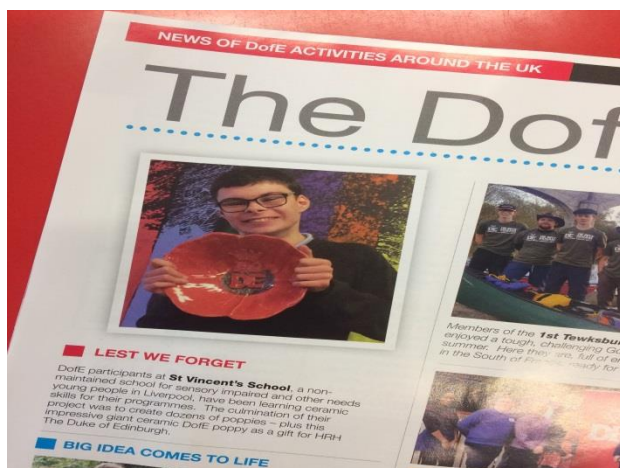 NEWS OF DofE ACTIVITIES AROUND THE UK
The Dof
LEST WE FORGET
DofE participants at St Vincent's School, a non-
maintained school for sensory impaired and other needs
young people in Liverpool, have been learning ceramic
skills for their programmes. The culmination of their
project was to create dozens of poppies – plus this
impressive giant ceramic DofE poppy as a gift for HRH
The Duke of Edinburgh.
BIG IDEA COMES TO LIFE
Members of the 1st Tewksbu
enjoyed a tough, challenging Go
summer. Here they are, full of e
in the South of ready for